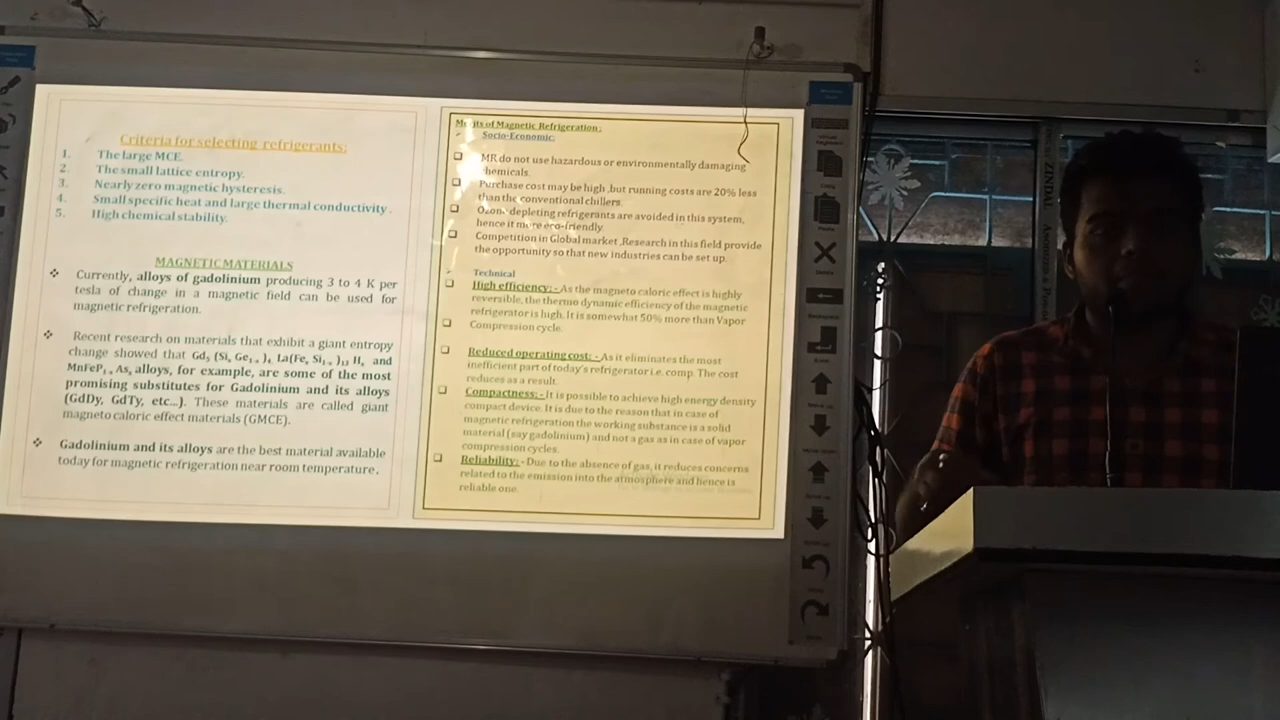 Criteria for selecting refrigerants:
1. The large MCE.
2. The small lattice entropy.
3. Nearly zero magnetic hysteresis.
4. Small specific heat and large thermal conductivity .
5. High chemical stability.
MAGNETIC MATERIALS
Currently, alloys of gadolinium producing 3 to 4 K per
tesla of change in a magnetic field can be used for
magnetic refrigeration.
Recent research on materials that exhibit a giant entropy
change showed that Gd₅ (Siₓ Ge₁₋ₓ)₄, La(Feₓ Si₁₋ₓ)₁₃ Hₓ and
MnFeP₁₋ₓ Asₓ alloys, for example, are some of the most
promising substitutes for Gadolinium and its alloys
(GdDy, GdTy, etc...). These materials are called giant
magneto caloric effect materials (GMCE).
Gadolinium and its alloys are the best material available
today for magnetic refrigeration near room temperature.
Merits of Magnetic Refrigeration:
Socio-Economic:
MR do not use hazardous or environmentally damaging
chemicals.
Purchase cost may be high ,but running costs are 20% less
than the conventional chillers.
Ozone depleting refrigerants are avoided in this system,
hence it more eco-friendly.
Competition in Global market ,Research in this field provide
the opportunity so that new industries can be set up.
Technical
High efficiency: - As the magneto caloric effect is highly
reversible, the thermo dynamic efficiency of the magnetic
refrigerator is high. It is somewhat 50% more than Vapor
Compression cycle.
Reduced operating cost: - As it eliminates the most
inefficient part of today's refrigerator i.e. comp. The cost
reduces as a result.
Compactness: - It is possible to achieve high energy density
compact device. It is due to the reason that in case of
magnetic refrigeration the working substance is a solid
material (say gadolinium) and not a gas as in case of vapor
compression cycles.
Reliability: - Due to the absence of gas, it reduces concerns
related to the emission into the atmosphere and hence is
reliable one.
ZINDAL